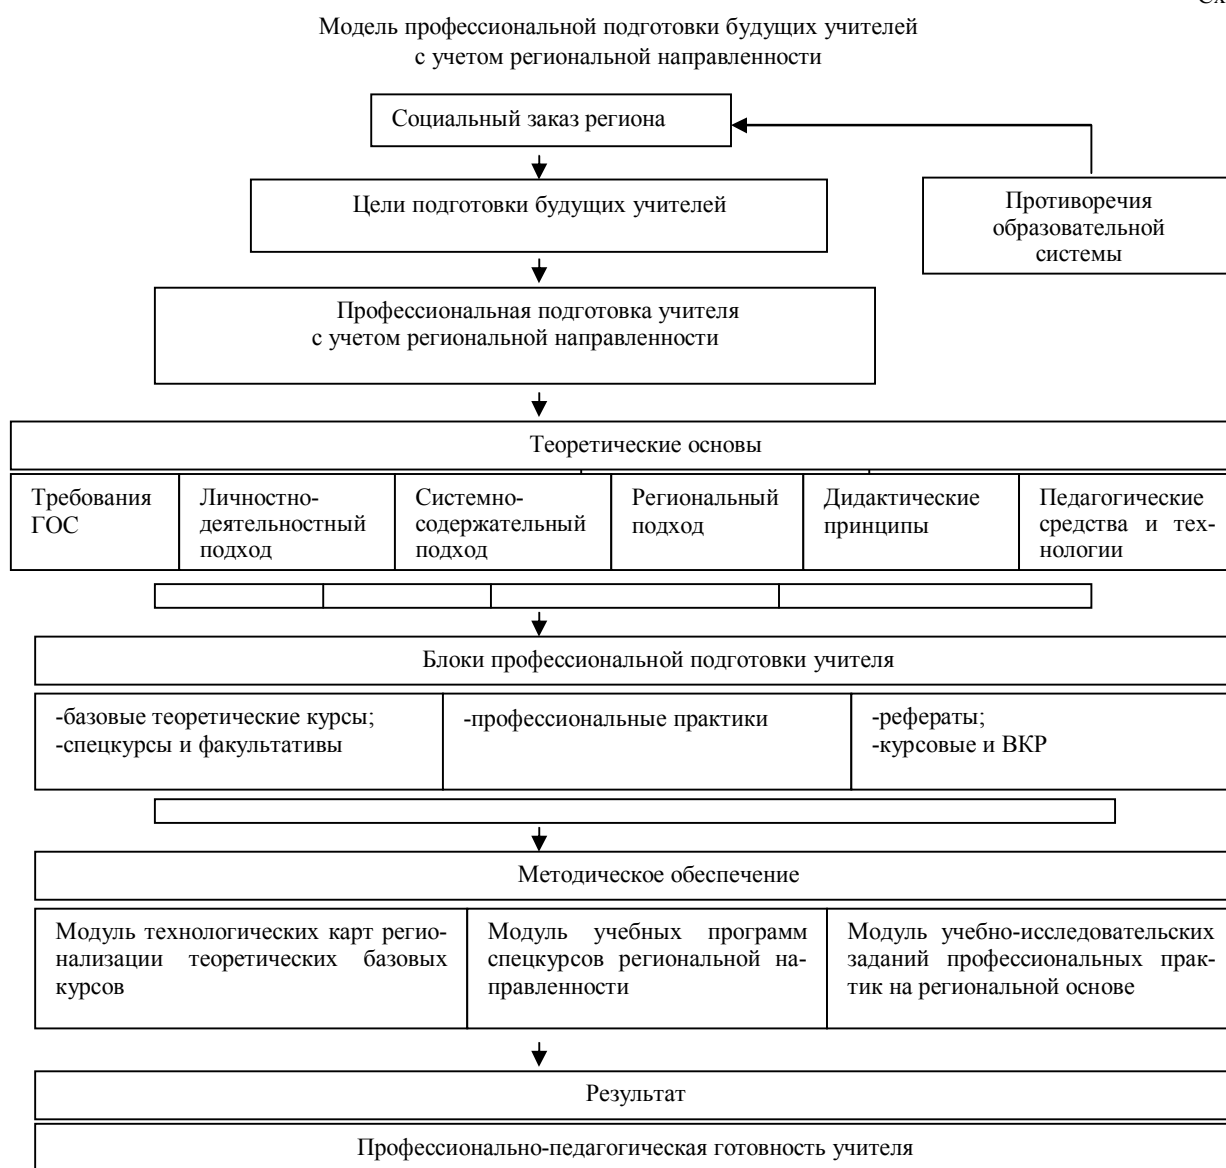 Сх
Модель профессиональной подготовки будущих учителей
с учетом региональной направленности
Социальный заказ региона
Цели подготовки будущих учителей
Противоречия
образовательной
системы
Профессиональная подготовка учителя
с учетом региональной направленности
Теоретические основы
Требования
ГОС
Личностно-
деятельностный
подход
Системно-
содержательный
подход
Региональный
подход
Дидактические
принципы
Педагогические
средства и тех-
нологии
Блоки профессиональной подготовки учителя
-базовые теоретические курсы;
-спецкурсы и факультативы
-профессиональные практики
-рефераты;
-курсовые и ВКР
Методическое обеспечение
Модуль технологических карт регио-
нализации теоретических базовых
курсов
Модуль учебных программ
спецкурсов региональной на-
правленности
Модуль учебно-исследовательских
заданий профессиональных прак-
тик на региональной основе
Результат
Профессионально-педагогическая готовность учителя